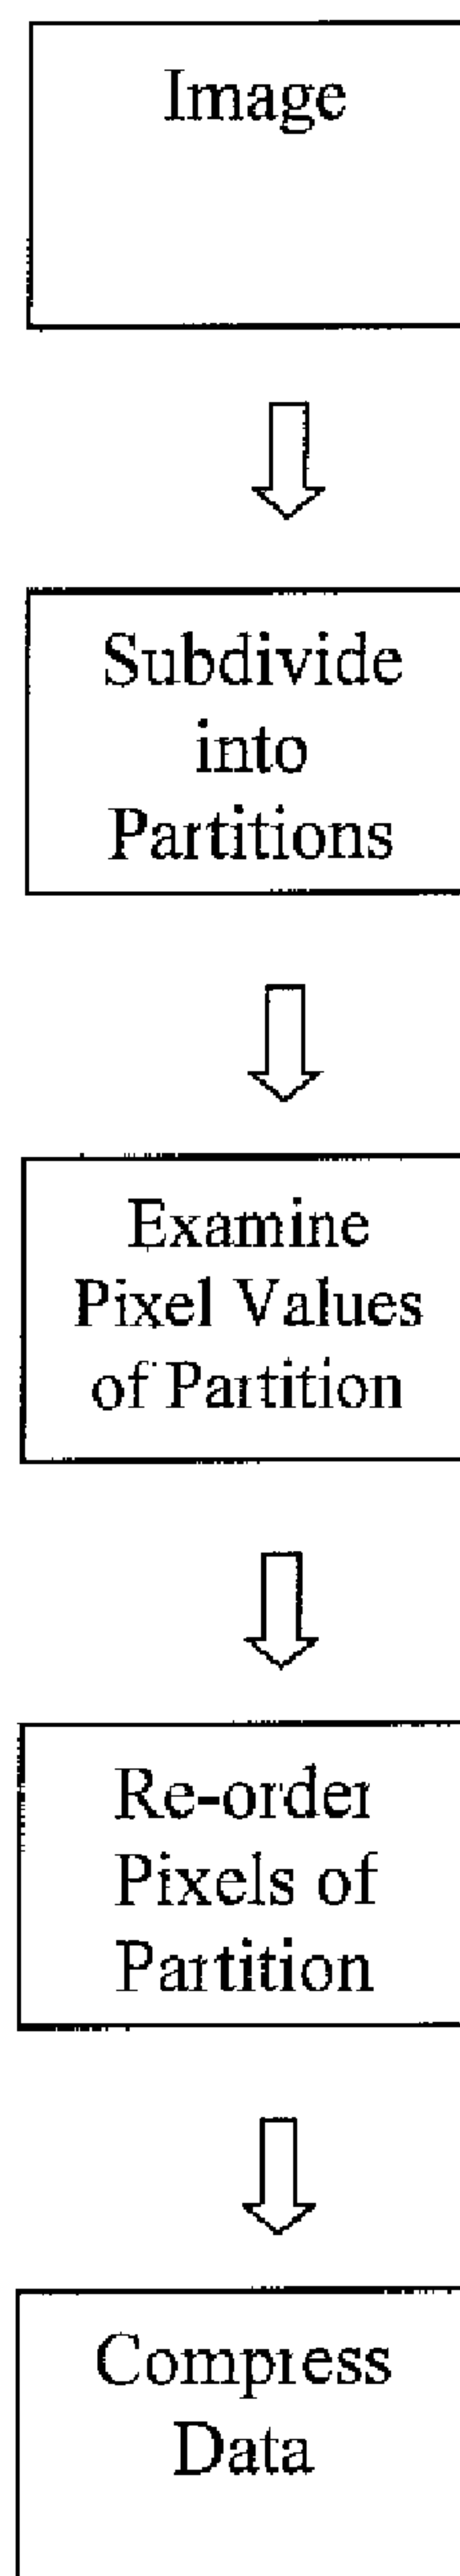 Image
Subdivide
into
Partitions
Examine
Pixel Values
of Partition
Re-order
Pixels of
Partition
Compress
Data